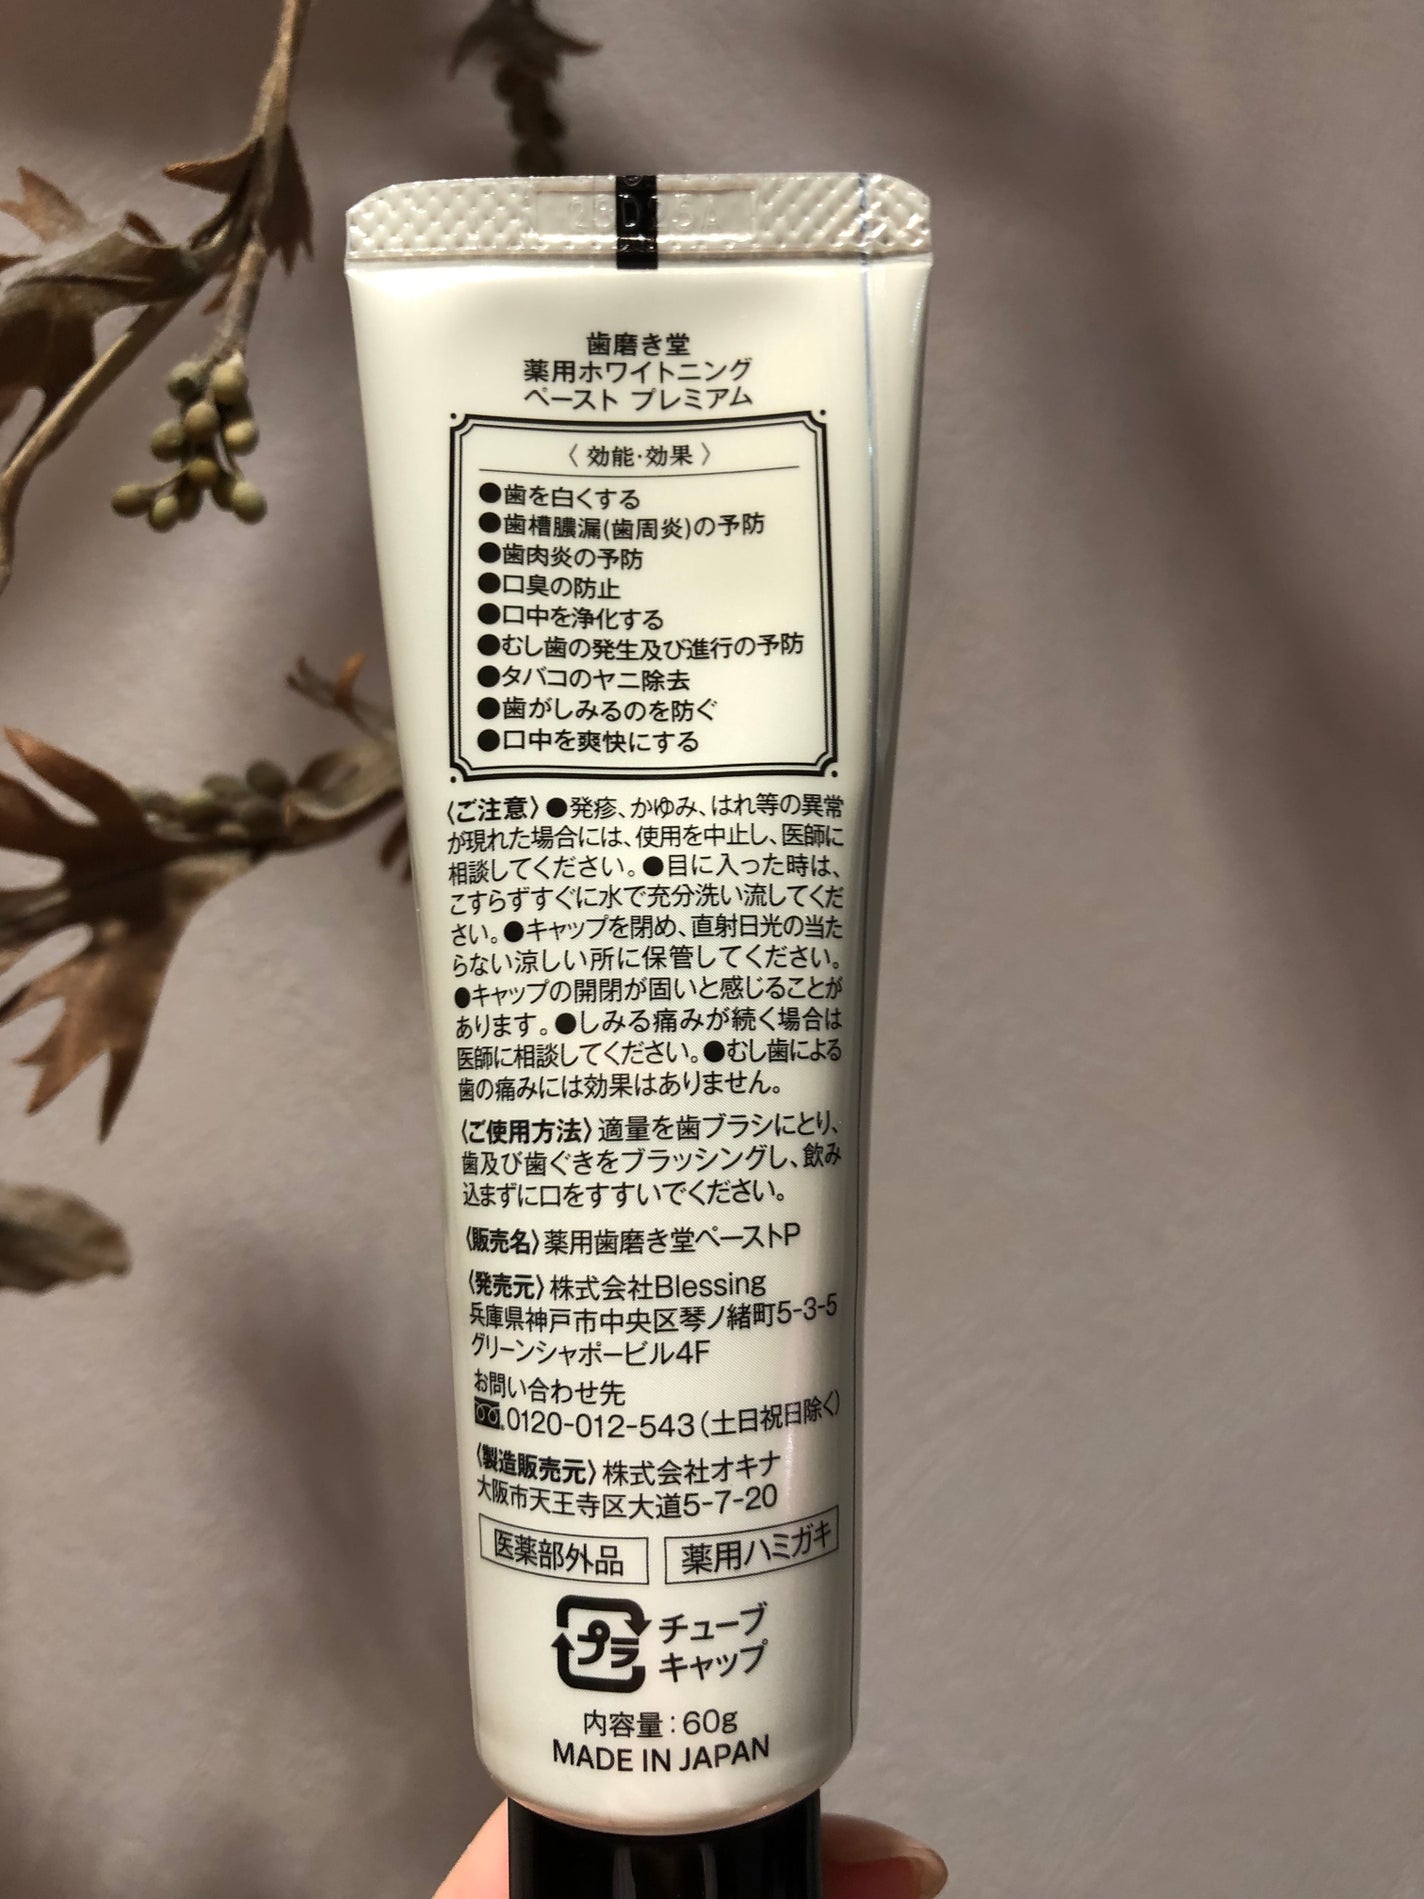 歯磨き堂
薬用ホワイトニング
ペースト プレミアム
〈 効能・効果 〉
●歯を白くする
●歯槽膿漏(歯周炎)の予防
●歯肉炎の予防
●口臭の防止
●口中を浄化する
●むし歯の発生及び進行の予防
●タバコのヤニ除去
●歯がしみるのを防ぐ
●口中を爽快にする
〈ご注意〉●発疹、かゆみ、はれ等の異常
が現れた場合には、使用を中止し、医師に
相談してください。●目に入った時は、
こすらずすぐに水で充分洗い流してくだ
さい。●キャップを閉め、直射日光の当た
らない涼しい所に保管してください。
●キャップの開閉が固いと感じることが
あります。●しみる痛みが続く場合は
医師に相談してください。●むし歯による
歯の痛みには効果はありません。
〈ご使用方法〉適量を歯ブラシにとり、
歯及び歯ぐきをブラッシングし、飲み
込まずに口をすすいでください。
〈販売名〉薬用歯磨き堂ペーストP
〈発売元〉株式会社Blessing
兵庫県神戸市中央区琴ノ緒町5-3-5
グリーンシャポービル4F
お問い合わせ先
0120-012-543(土日祝日除く)
〈製造販売元〉株式会社オキナ
大阪市天王寺区大道5-7-20
医薬部外品 薬用ハミガキ
プラ チューブ
キャップ
内容量:60g
MADE IN JAPAN